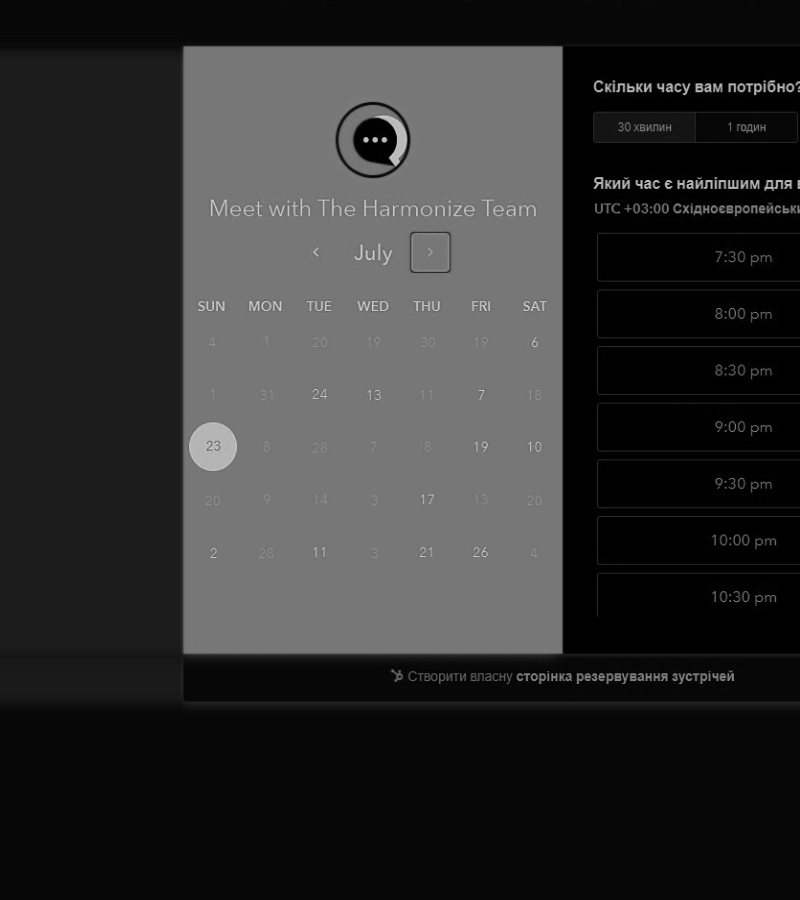 Meet with The Harmonize Team
July
SUN MON TUE WED THU FRI SAT
4 1 20 19 30 19 6
1 31 24 13 11 7 18
23 8 28 7 8 19 10
20 9 14 3 17 13 20
2 28 11 3 21 26 4
Скільки часу вам потрібно?
30 хвилин 1 годин
Який час є найліпшим для
UTC +03:00
7:30 pm
8:00 pm
8:30 pm
9:00 pm
9:30 pm
10:00 pm
10:30 pm
Створити власну сторінка резервування зустрічей